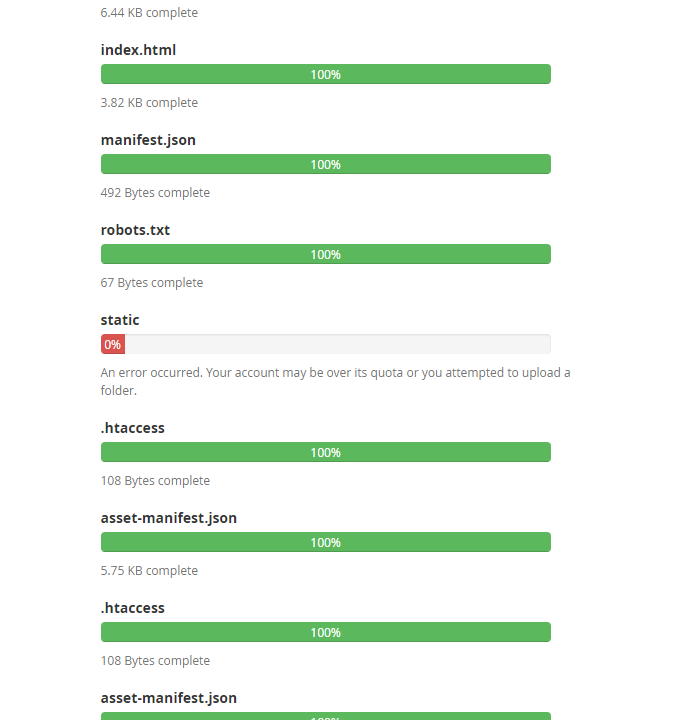 6.44 KB complete
index.html
100%
3.82 KB complete
manifest.json
100%
492 Bytes complete
robots.txt
100%
67 Bytes complete
static
0%
An error occurred. Your account may be over its quota or you attempted to upload a
folder.
.htaccess
100%
108 Bytes complete
asset-manifest.json
100%
5.75 KB complete
.htaccess
100%
108 Bytes complete
asset-manifest.json
100%